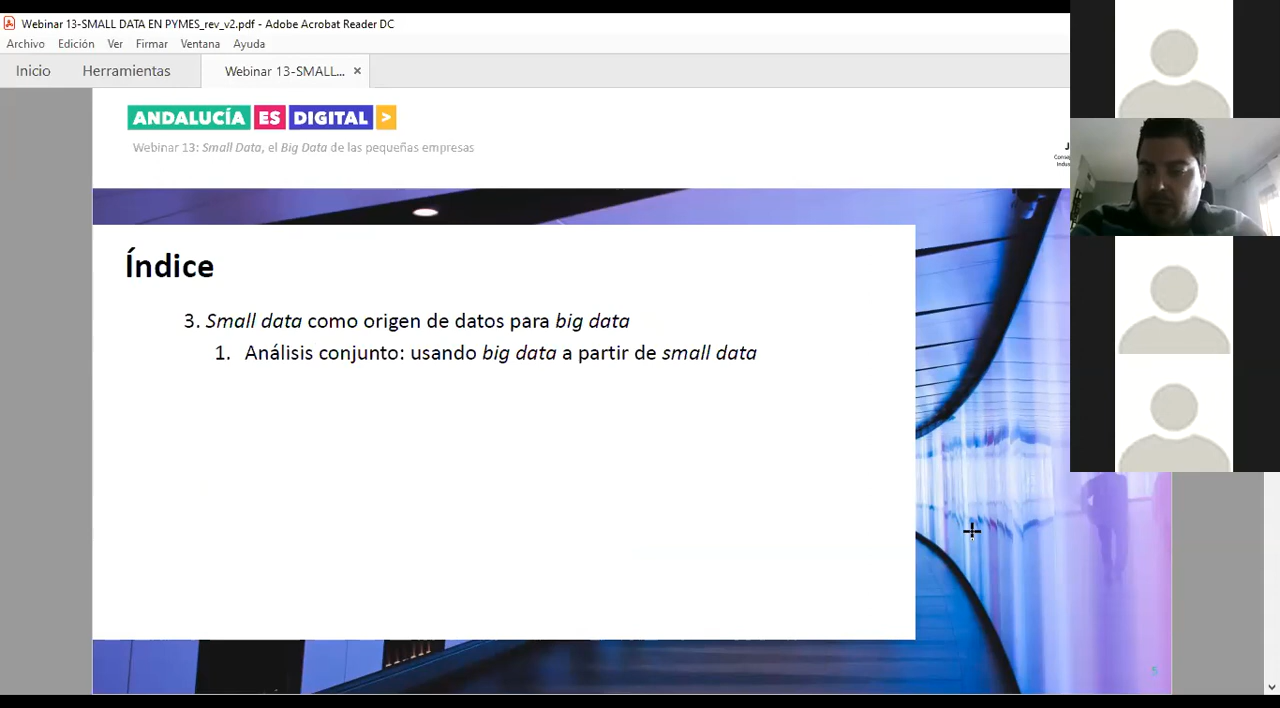 Webinar 13-SMALL DATA EN PYMES_rev_v2.pdf - Adobe Acrobat Reader DC
Archivo Edición Ver Firmar Ventana Ayuda
Inicio Herramientas Webinar 13-SMALL... ×
ANDALUCÍA ES DIGITAL >
Webinar 13: Small Data, el Big Data de las pequeñas empresas
Índice
3. Small data como origen de datos para big data
1. Análisis conjunto: usando big data a partir de small data
5